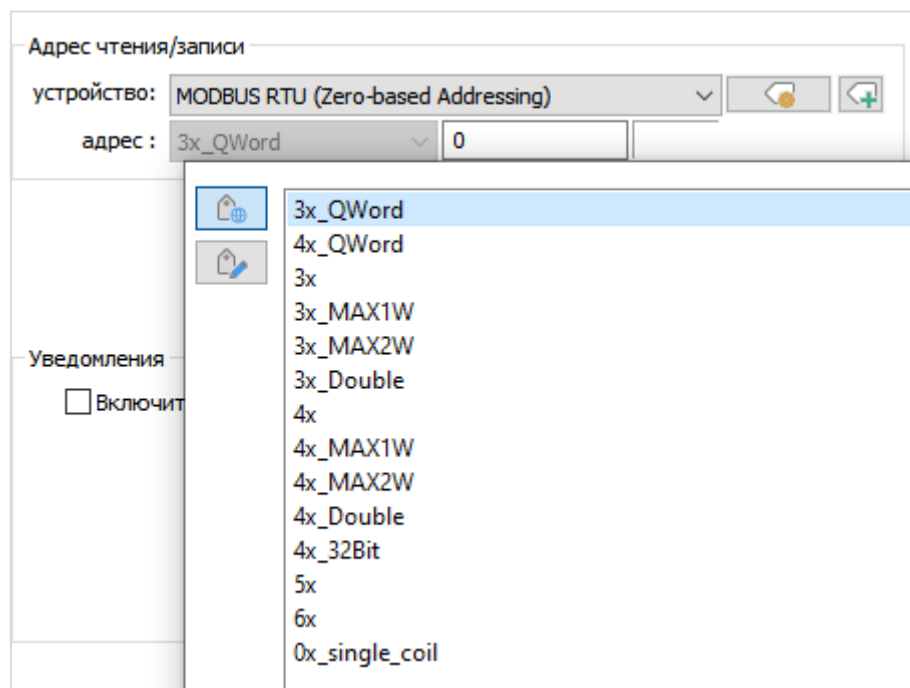 Адрес чтения/записи
устройство: MODBUS RTU (Zero-based Addressing)
адрес : 3x_QWord 0
3x_QWord
4x_QWord
3x
3x_MAX1W
3x_MAX2W
Уведомления
3x_Double
Включит
4x
4x_MAX1W
4x_MAX2W
4x_Double
4x_32Bit
5x
6x
0x_single_coil